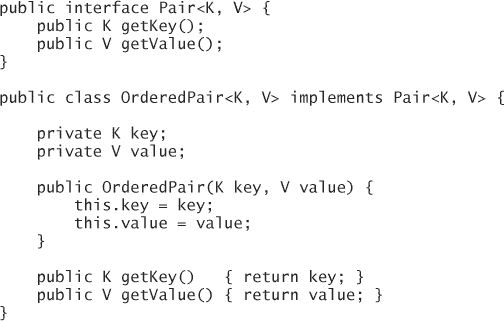 public interface Pair<K, V> {
    public K getKey();
    public V getValue();
}

public class OrderedPair<K, V> implements Pair<K, V> {

    private K key;
    private V value;

    public OrderedPair(K key, V value) {
        this.key = key;
        this.value = value;
    }

    public K getKey()   { return key; }
    public V getValue() { return value; }
}